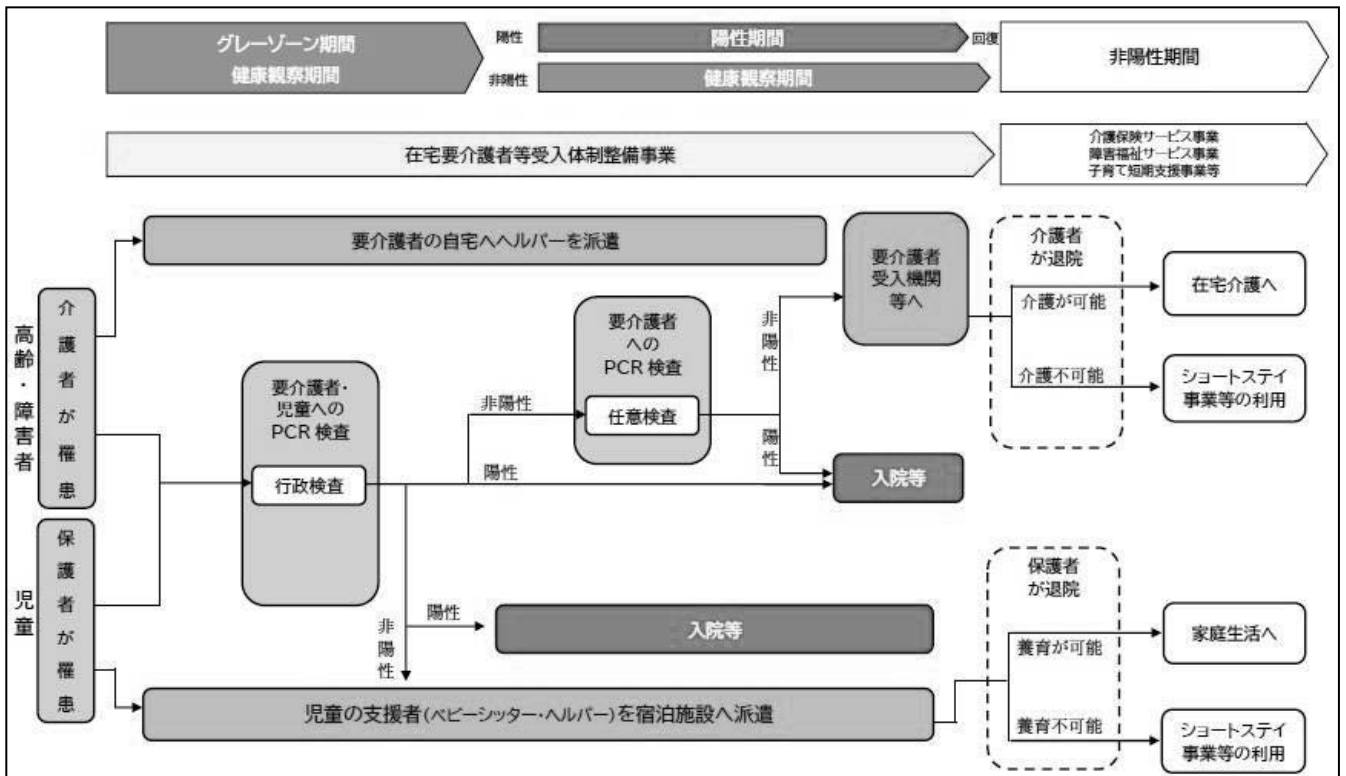 グレーゾーン期間
健康観察期間
陽性
陽性期間
回復
非陽性
健康観察期間
非陽性期間
在宅要介護者等受入体制整備事業
介護保険サービス事業
障害福祉サービス事業
子育て短期支援事業等
高齢・障害者
介護者が罹患
要介護者の自宅へヘルパーを派遣
要介護者・
児童への
PCR 検査
行政検査
非陽性
陽性
要介護者
への
PCR 検査
任意検査
非陽性
陽性
要介護者
受入機関
等へ
入院等
介護者
が退院
介護が可能
介護不可能
在宅介護へ
ショートステイ
事業等の利用
児童
保護者が罹患
非陽性
陽性
入院等
児童の支援者(ベビーシッター・ヘルパー)を宿泊施設へ派遣
保護者
が退院
養育が可能
養育不可能
家庭生活へ
ショートステイ
事業等の利用